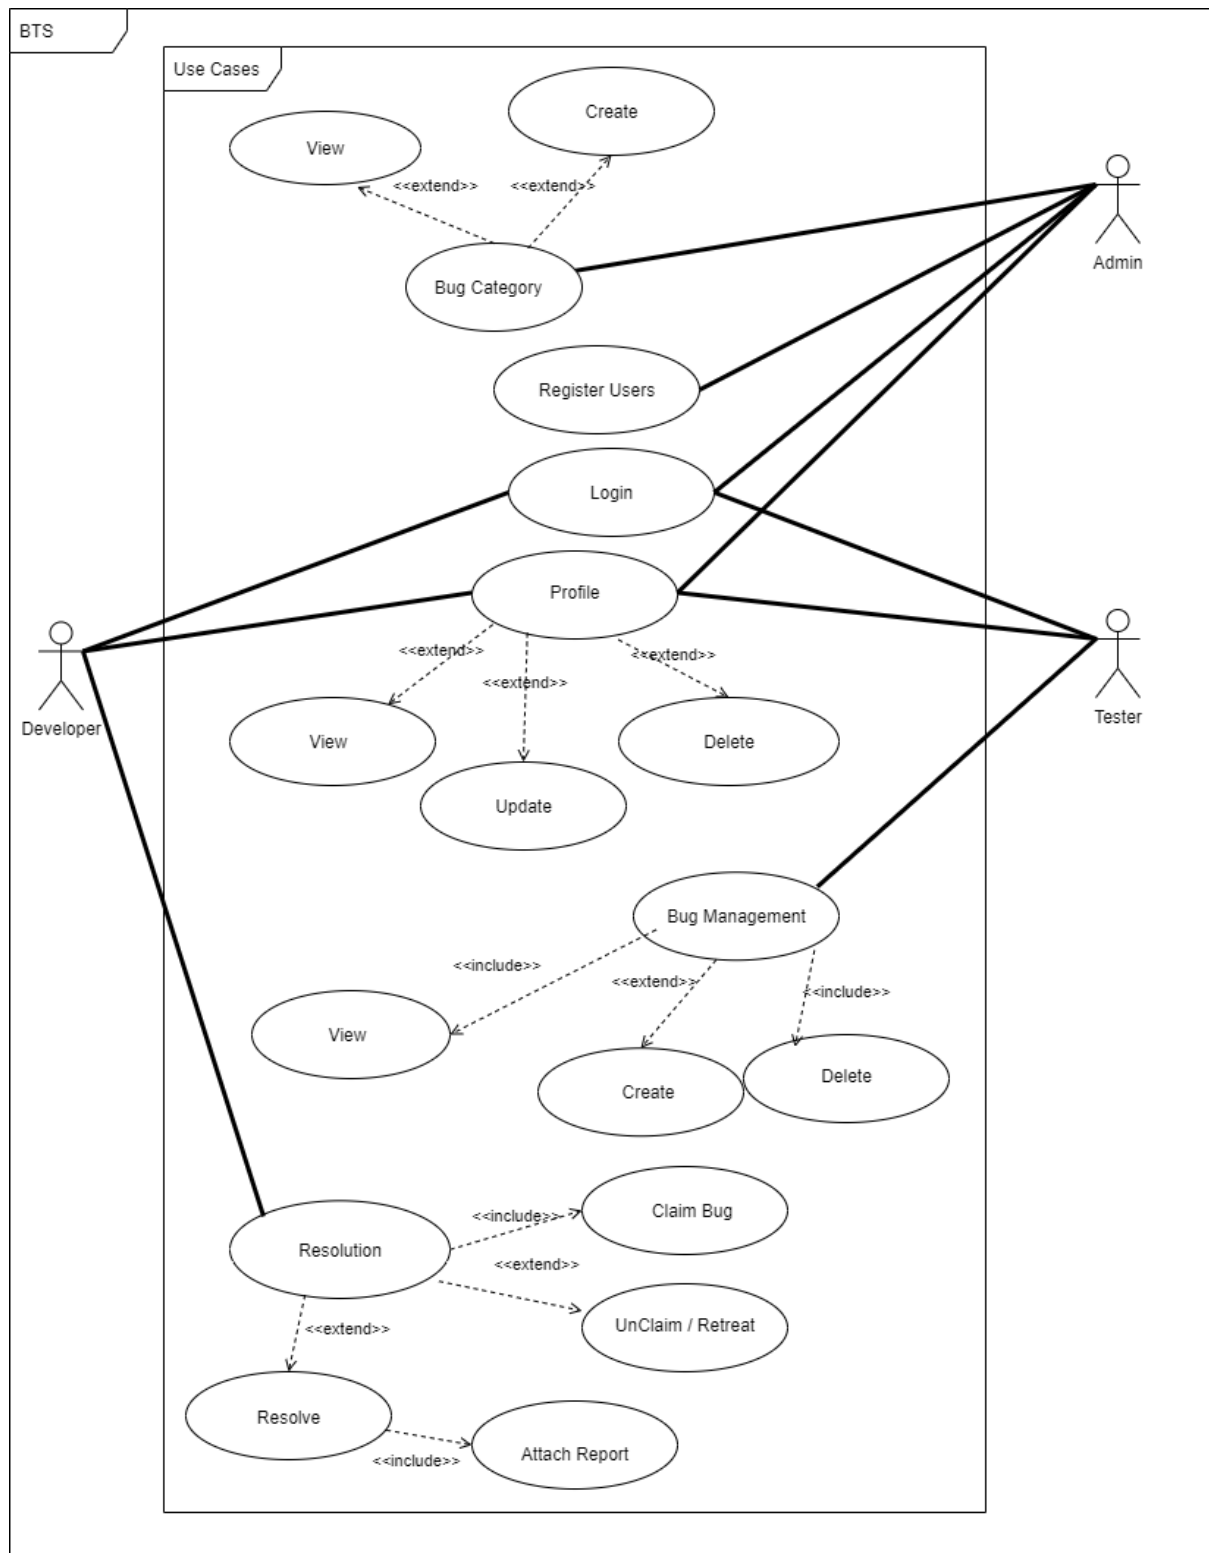 BTS
Use Cases
Create
View
<<extend>>
<<extend>>
Admin
Bug Category
Register Users
Login
Profile
<<extend>>
<<extend>>
<<extend>>
Developer
Tester
View
Delete
Update
Bug Management
<<include>>
<<extend>>
<<include>>
View
Create
Delete
Claim Bug
<<include>>
Resolution
<<extend>>
UnClaim / Retreat
<<extend>>
Resolve
Attach Report
<<include>>